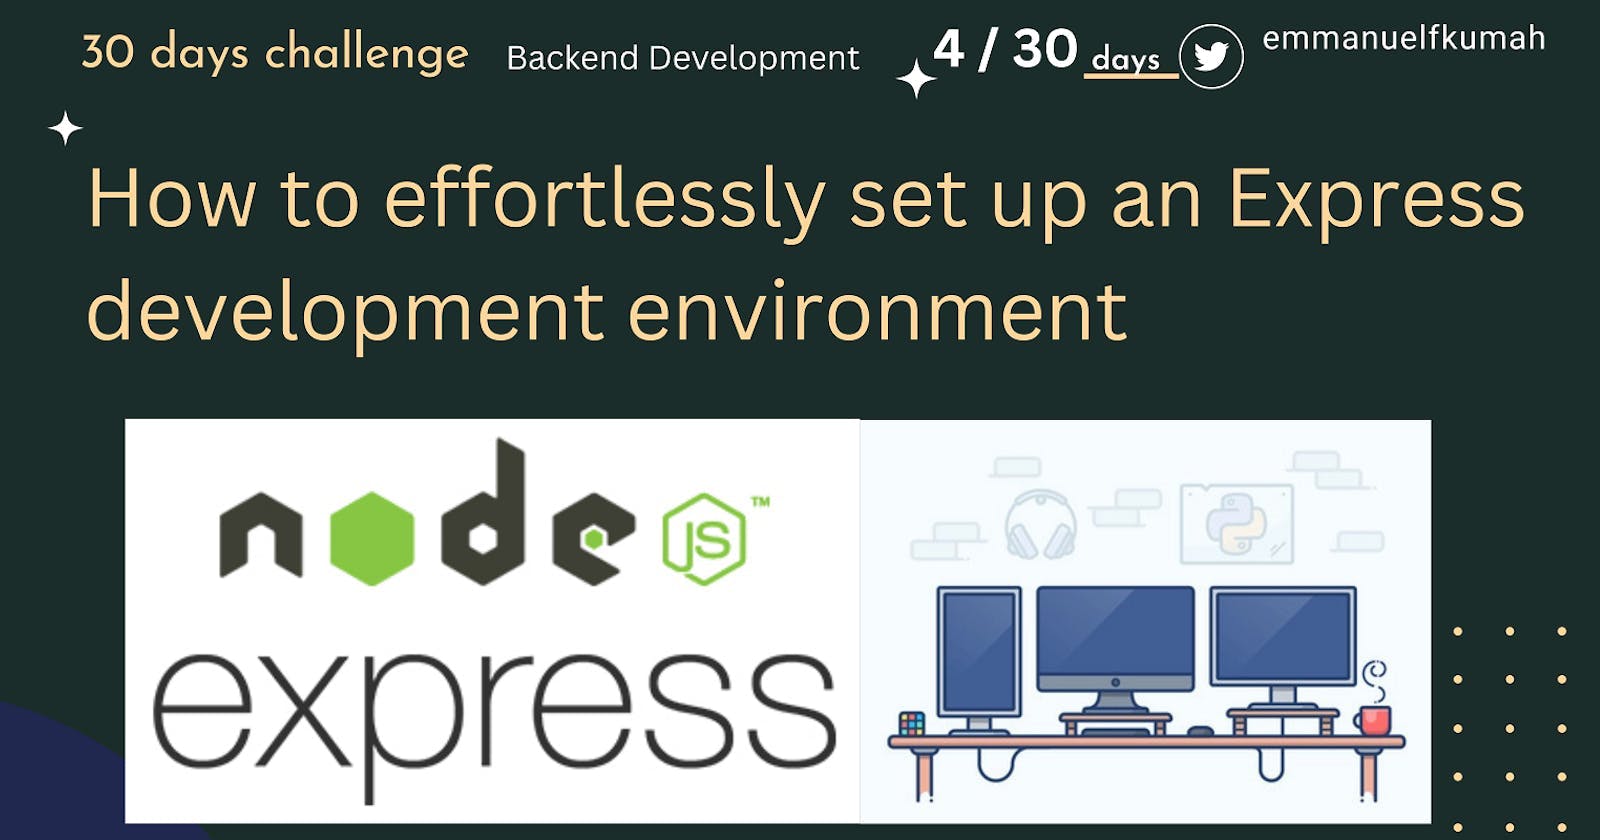 30 days challenge Backend Development 4 / 30 days emmanuelfkumah
How to effortlessly set up an Express
development environment
node JS ™
express